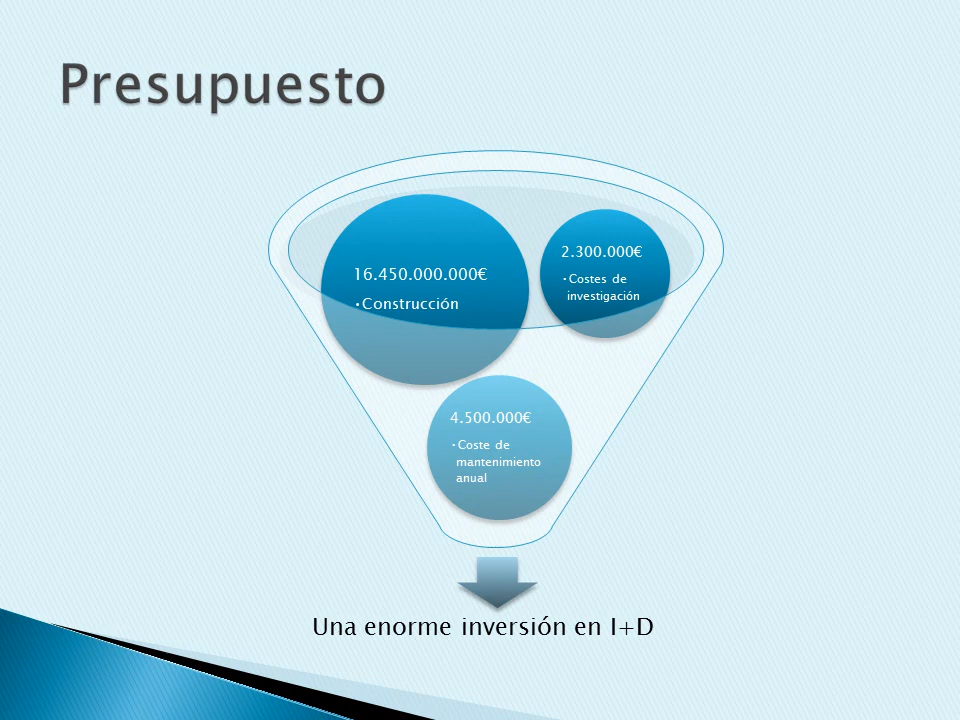 Presupuesto
16.450.000.000€
•Construcción
2.300.000€
•Costes de
investigación
4.500.000€
•Coste de
mantenimiento
anual
Una enorme inversión en I+D